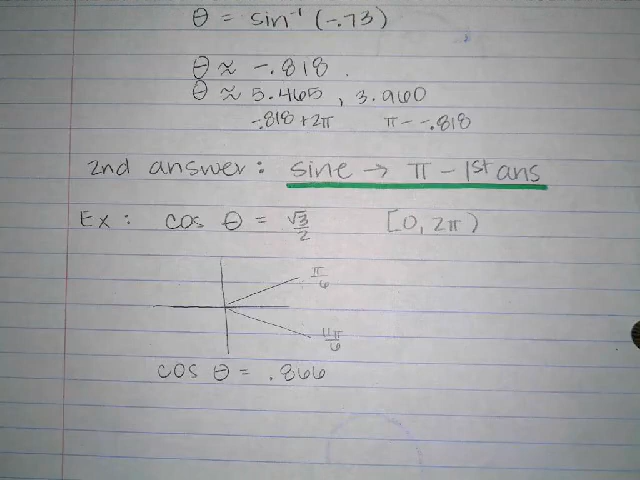 θ = sin⁻¹(-.73)
θ ≈ -.818
θ ≈ 5.465, 3.960
-.818+2π π - -.818
2nd answer: sine → π - 1st ans
Ex: cos θ = √3/2 [0, 2π)
π/6
11π/6
cos θ = .866